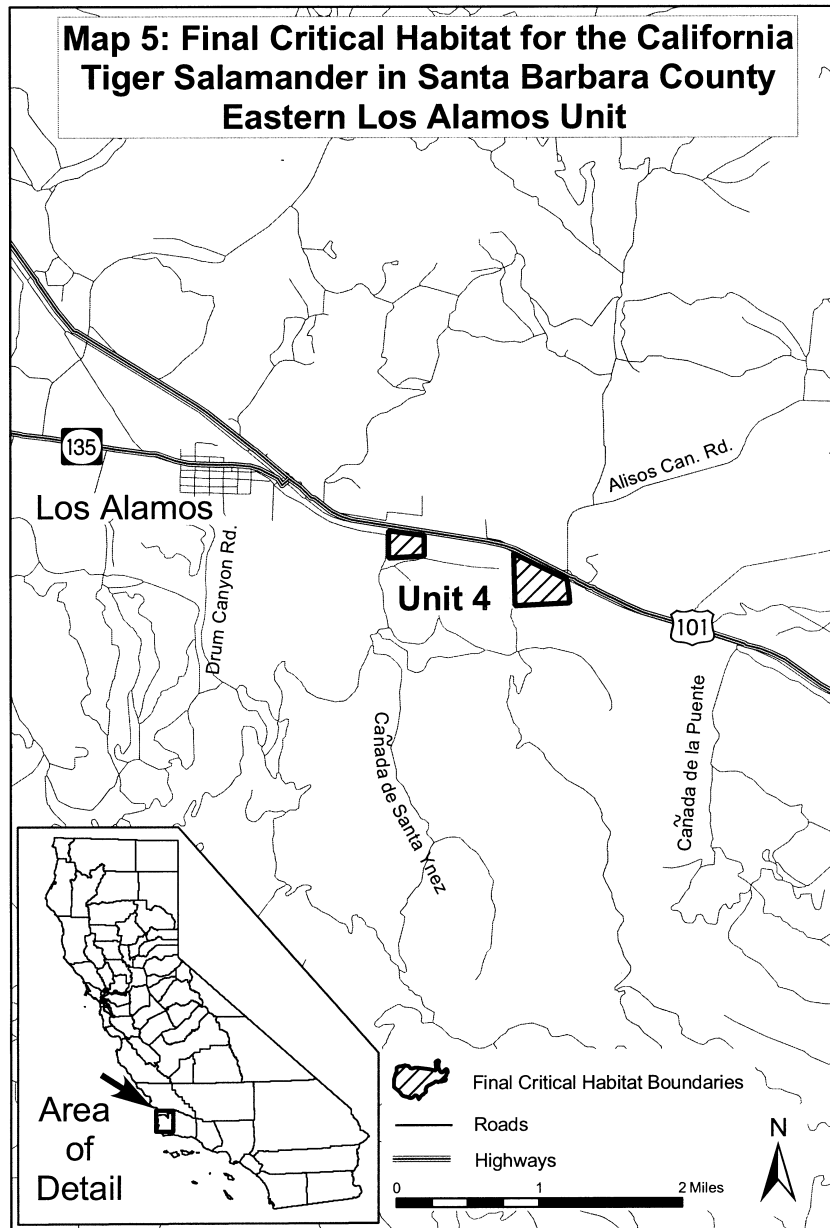 Map 5: Final Critical Habitat for the California
Tiger Salamander in Santa Barbara County
Eastern Los Alamos Unit
135
Los Alamos
Alisos Can. Rd.
Drum Canyon Rd.
Unit 4
101
Cañada de Santa Ynez
Cañada de la Puente
Area
of
Detail
Final Critical Habitat Boundaries
Roads
Highways
N
0 1 2 Miles